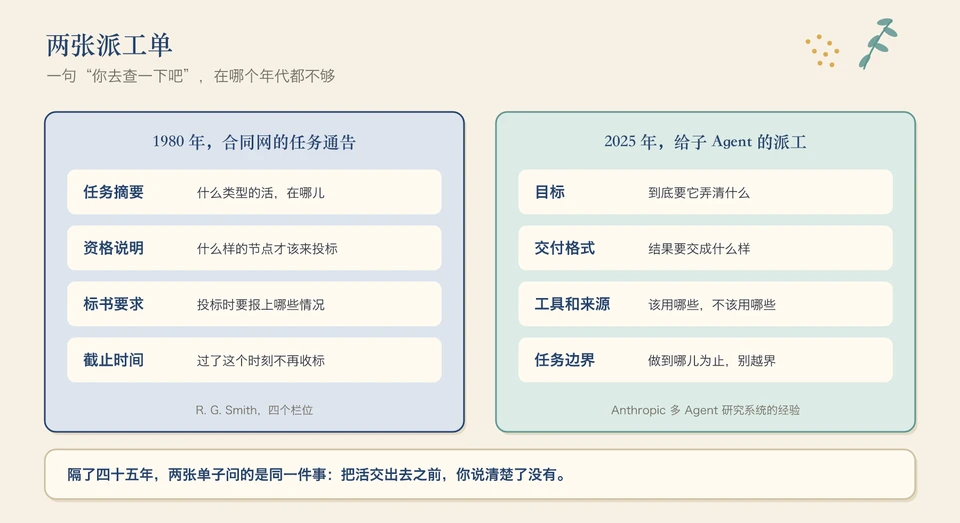 两张派工单
一句“你去查一下吧”，在哪个年代都不够
1980 年，合同网的任务通告
任务摘要 什么类型的活，在哪儿
资格说明 什么样的节点才该来投标
标书要求 投标时要报上哪些情况
截止时间 过了这个时刻不再收标
R. G. Smith，四个栏位
2025 年，给子 Agent 的派工
目标 到底要它弄清什么
交付格式 结果要交成什么样
工具和来源 该用哪些，不该用哪些
任务边界 做到哪儿为止，别越界
Anthropic 多 Agent 研究系统的经验
隔了四十五年，两张单子问的是同一件事：把活交出去之前，你说清楚了没有。